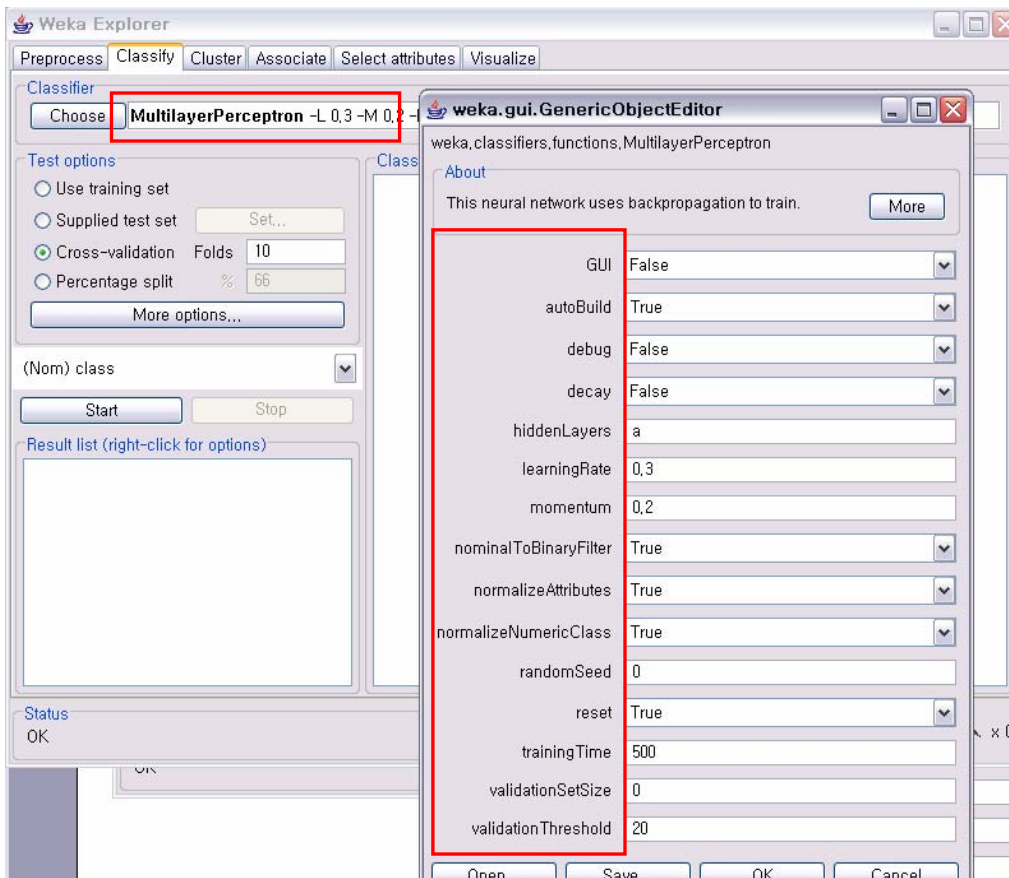 Weka Explorer
Preprocess Classify Cluster Associate Select attributes Visualize
Classifier
Choose MultilayerPerceptron -L 0,3 -M 0,2
Test options
Use training set
Supplied test set Set,,,
Cross-validation Folds 10
Percentage split % 66
More options,,,
(Nom) class
Start Stop
Result list (right-click for options)
Status
OK
OK
Class
weka.gui.GenericObjectEditor
weka,classifiers,functions,MultilayerPerceptron
About
This neural network uses backpropagation to train. More
GUI False
autoBuild True
debug False
decay False
hiddenLayers a
learningRate 0,3
momentum 0,2
nominalToBinaryFilter True
normalizeAttributes True
normalizeNumericClass True
randomSeed 0
reset True
trainingTime 500
validationSetSize 0
validationThreshold 20
Open Save OK Cancel
x 0